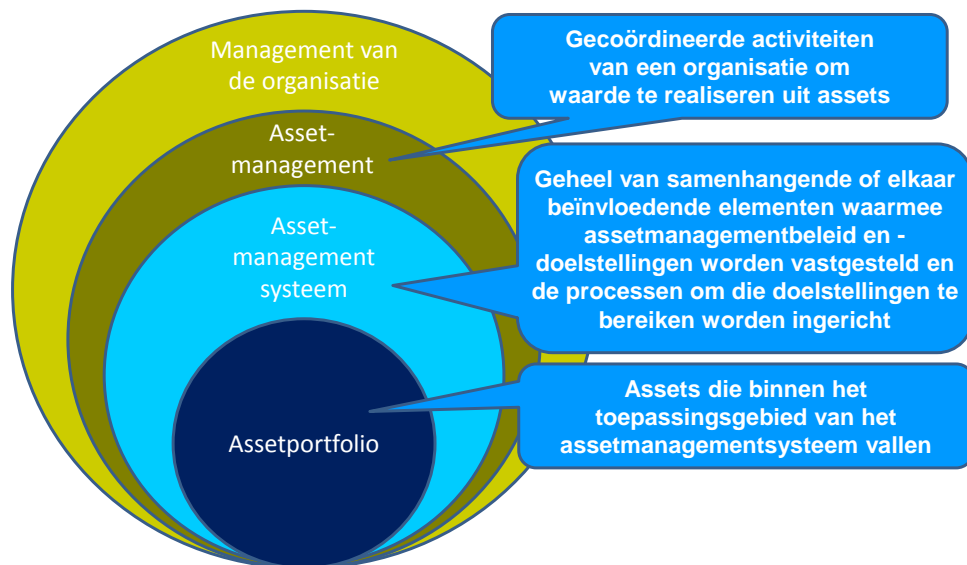 Management van
de organisatie
Gecoördineerde activiteiten
van een organisatie om
waarde te realiseren uit assets
Asset-
management
Geheel van samenhangende of elkaar
beïnvloedende elementen waarmee
assetmanagementbeleid en -
doelstellingen worden vastgesteld en
de processen om die doelstellingen te
bereiken worden ingericht
Asset-
management
systeem
Assets die binnen het
toepassingsgebied van het
assetmanagementsysteem vallen
Assetportfolio